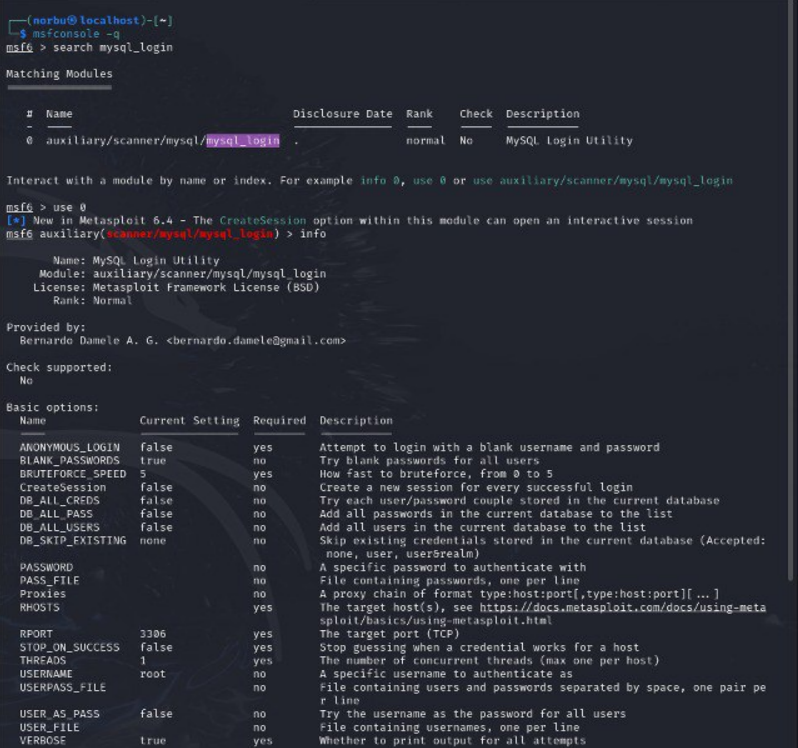 ┌──(norbu㉿localhost)-[~]
└─$ msfconsole -q
msf6 > search mysql_login
Matching Modules
# Name Disclosure Date Rank Check Description
- ---- --------------- ---- ----- -----------
0 auxiliary/scanner/mysql/mysql_login . normal No MySQL Login Utility
Interact with a module by name or index. For example info 0, use 0 or use auxiliary/scanner/mysql/mysql_login
msf6 > use 0
[*] New in Metasploit 6.4 - The CreateSession option within this module can open an interactive session
msf6 auxiliary(scanner/mysql/mysql_login) > info
Name: MySQL Login Utility
Module: auxiliary/scanner/mysql/mysql_login
License: Metasploit Framework License (BSD)
Rank: Normal
Provided by:
Bernardo Damele A. G. <bernardo.damele@gmail.com>
Check supported:
No
Basic options:
Name Current Setting Required Description
ANONYMOUS_LOGIN false yes Attempt to login with a blank username and password
BLANK_PASSWORDS true no Try blank passwords for all users
BRUTEFORCE_SPEED 5 yes How fast to bruteforce, from 0 to 5
CreateSession false no Create a new session for every successful login
DB_ALL_CREDS false no Try each user/password couple stored in the current database
DB_ALL_PASS false no Add all passwords in the current database to the list
DB_ALL_USERS false no Add all users in the current database to the list
DB_SKIP_EXISTING none no Skip existing credentials stored in the current database (Accepted:
none, user, user&realm)
PASSWORD no A specific password to authenticate with
PASS_FILE no File containing passwords, one per line
Proxies no A proxy chain of format type:host:port[,type:host:port][...]
RHOSTS yes The target host(s), see https://docs.metasploit.com/docs/using-meta
sploit/basics/using-metasploit.html
RPORT 3306 yes The target port (TCP)
STOP_ON_SUCCESS false yes Stop guessing when a credential works for a host
THREADS 1 yes The number of concurrent threads (max one per host)
USERNAME root no A specific username to authenticate as
USERPASS_FILE no File containing users and passwords separated by space, one pair pe
r line
USER_AS_PASS false no Try the username as the password for all users
USER_FILE no File containing usernames, one per line
VERBOSE true yes Whether to print output for all attempts